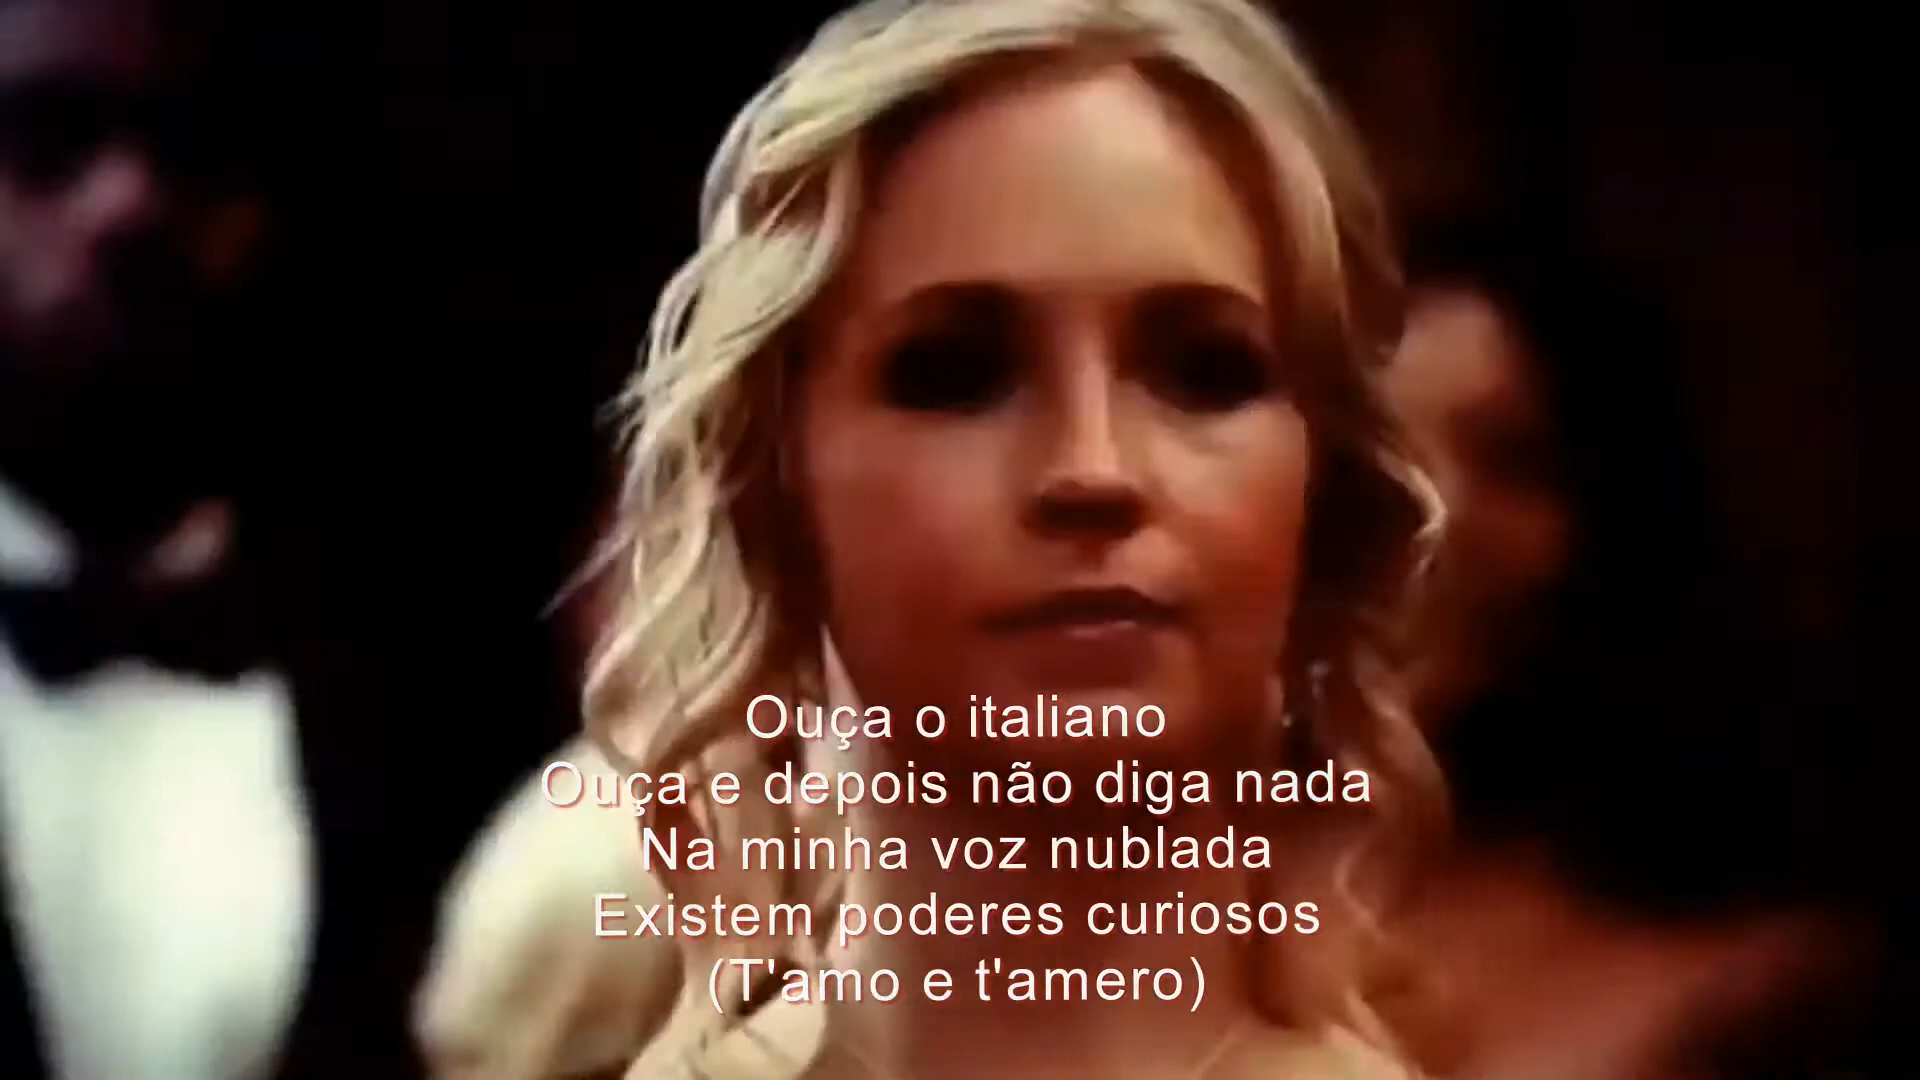 Ouça o italiano
Ouça e depois não diga nada
Na minha voz nublada
Existem poderes curiosos
(T'amo e t'amero)